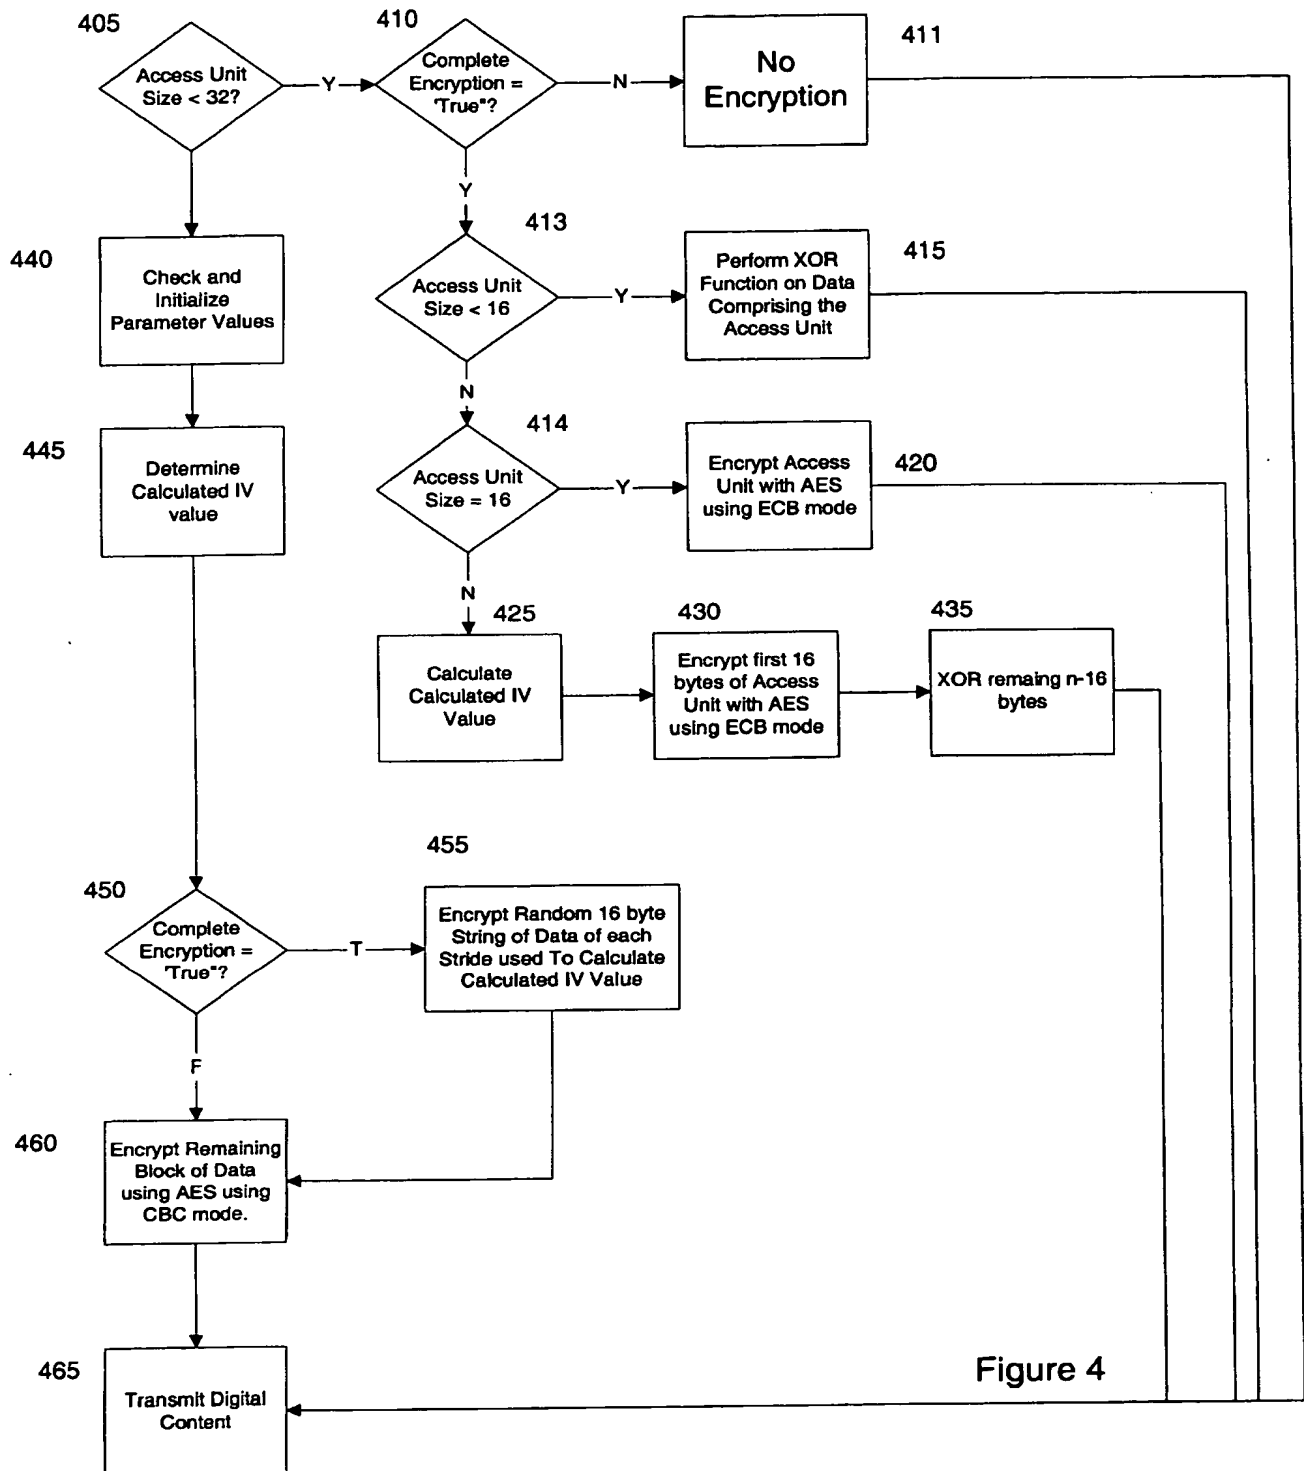 405
Access Unit
Size < 32?
Y
410
Complete
Encryption =
'True"?
N
No
Encryption
411
Y
440
Check and
Initialize
Parameter Values
413
Access Unit
Size < 16
Y
Perform XOR
Function on Data
Comprising the
Access Unit
415
N
445
Determine
Calculated IV
value
414
Access Unit
Size = 16
Y
Encrypt Access
Unit with AES
using ECB mode
420
N
425
Calculate
Calculated IV
Value
430
Encrypt first 16
bytes of Access
Unit with AES
using ECB mode
435
XOR remaing n-16
bytes
450
Complete
Encryption =
'True"?
T
455
Encrypt Random 16 byte
String of Data of each
Stride used To Calculate
Calculated IV Value
F
460
Encrypt Remaining
Block of Data
using AES using
CBC mode.
465
Transmit Digital
Content
Figure 4